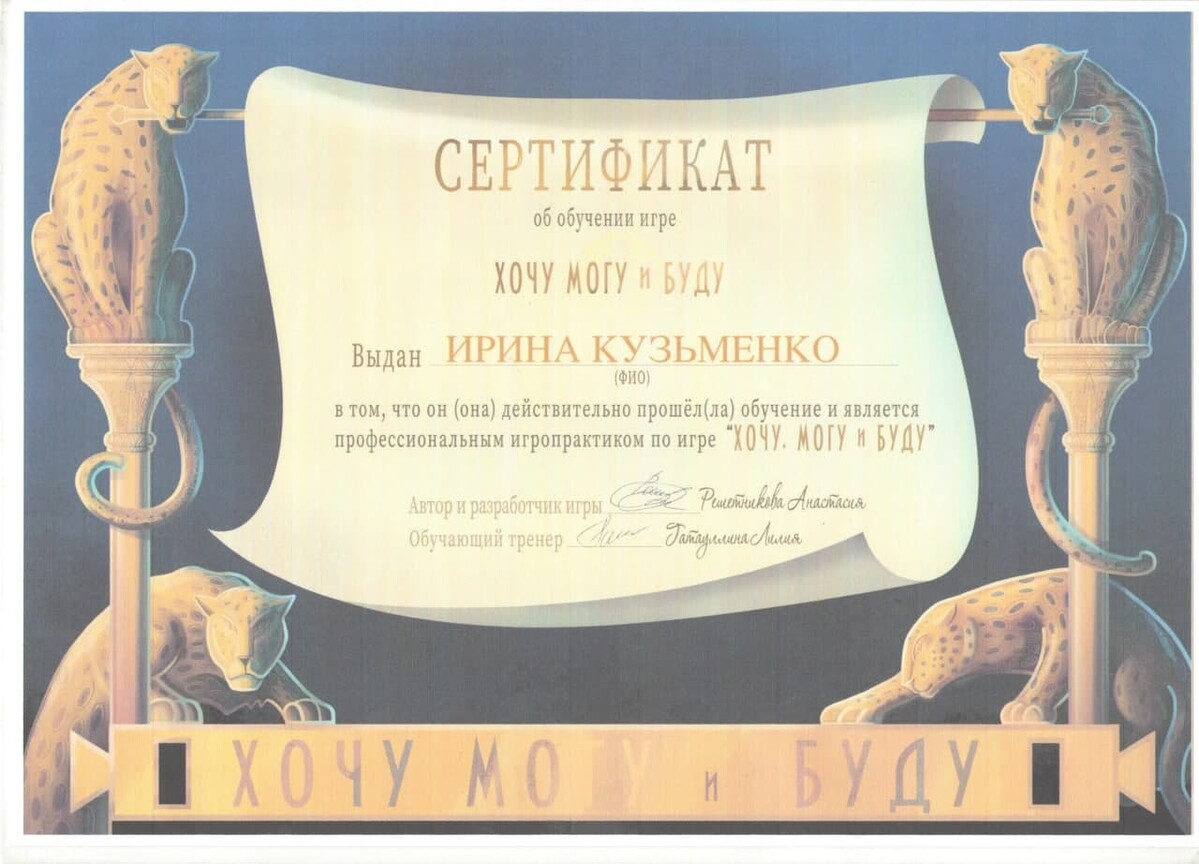 СЕРТИФИКАТ
об обучении игре
ХОЧУ МОГУ и БУДУ
Выдан ИРИНА КУЗЬМЕНКО
(ФИО)
в том, что он (она) действительно прошёл(ла) обучение и является
профессиональным игропрактиком по игре "ХОЧУ. МОГУ и БУДУ"
Автор и разработчик игры Решетникова Анастасия
Обучающий тренер Гатауллина Лилия
ХОЧУ МОГУ и БУДУ